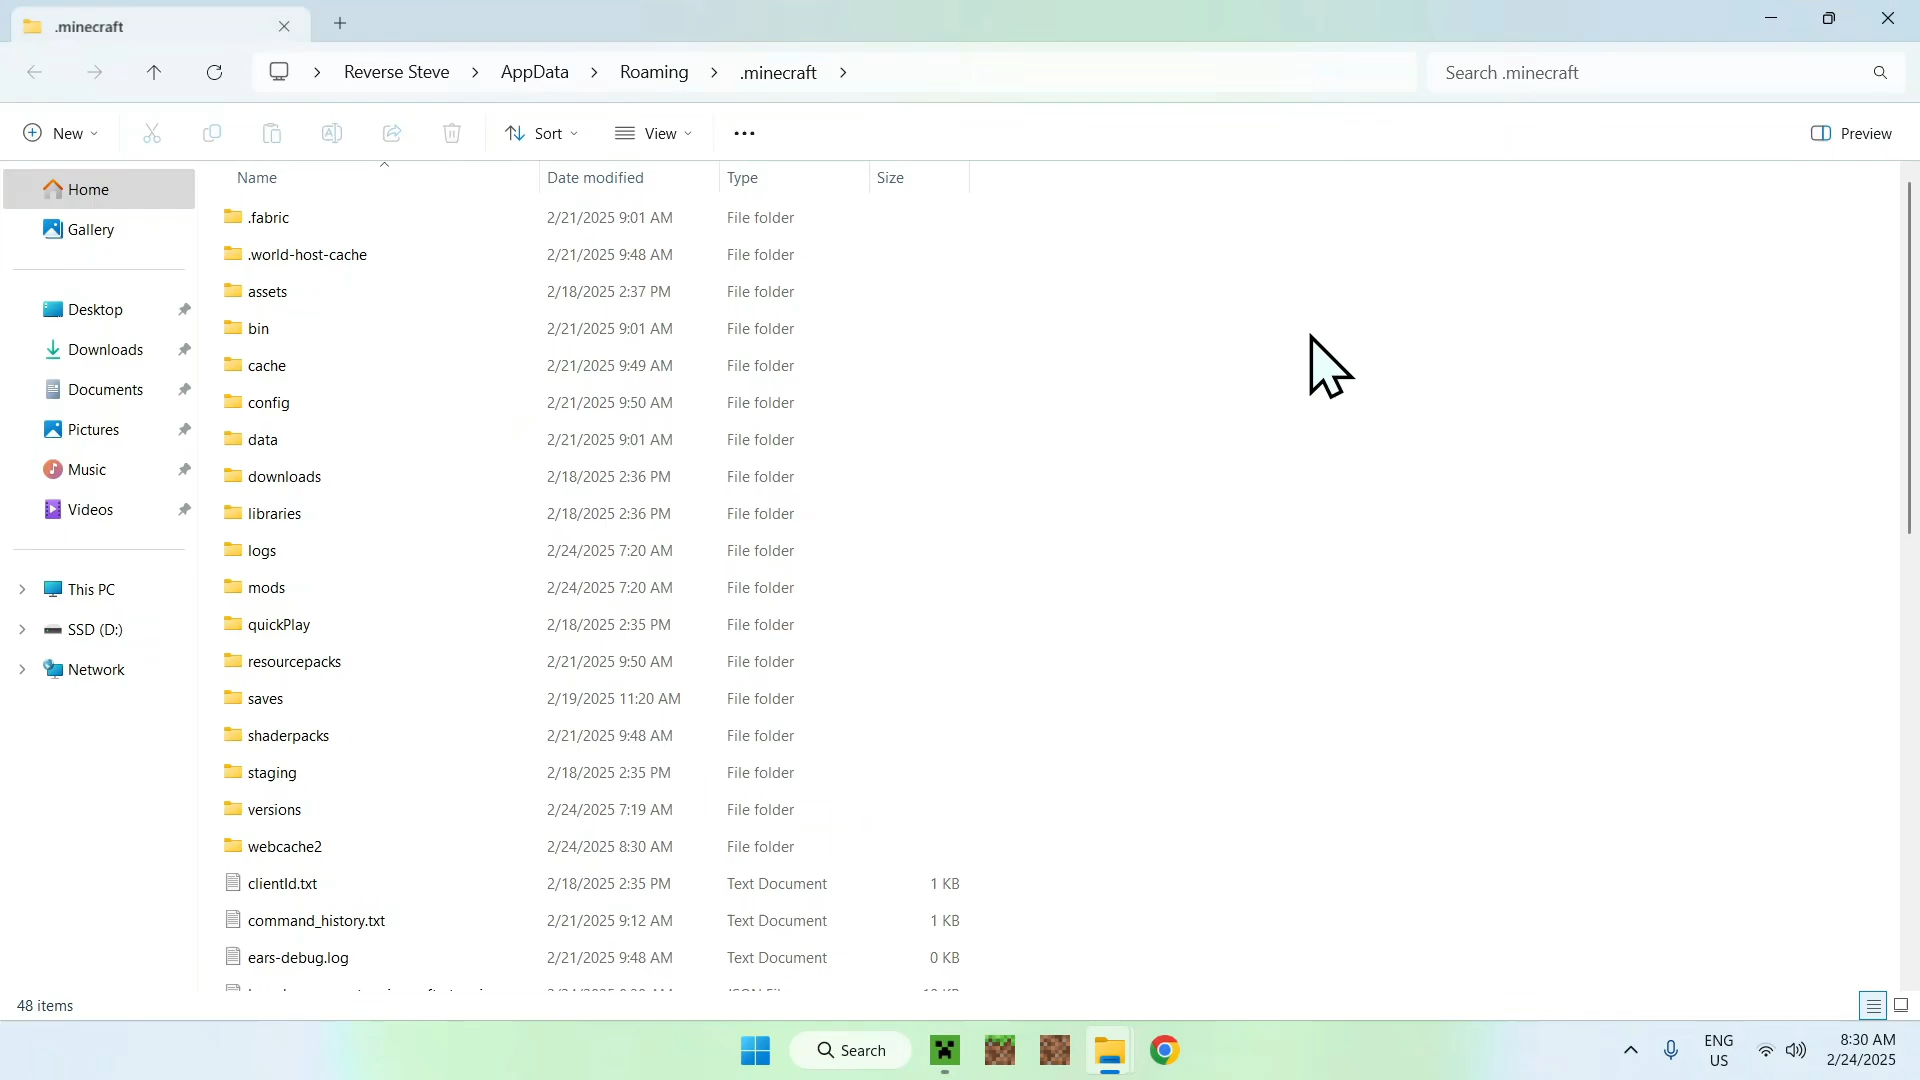 .minecraft
Reverse Steve > AppData > Roaming > .minecraft >
Search .minecraft
New
Sort
View
Preview
Name Date modified Type Size
Home
Gallery
Desktop
Downloads
Documents
Pictures
Music
Videos
This PC
SSD (D:)
Network
.fabric 2/21/2025 9:01 AM File folder
.world-host-cache 2/21/2025 9:48 AM File folder
assets 2/18/2025 2:37 PM File folder
bin 2/21/2025 9:01 AM File folder
cache 2/21/2025 9:49 AM File folder
config 2/21/2025 9:50 AM File folder
data 2/21/2025 9:01 AM File folder
downloads 2/18/2025 2:36 PM File folder
libraries 2/18/2025 2:36 PM File folder
logs 2/24/2025 7:20 AM File folder
mods 2/24/2025 7:20 AM File folder
quickPlay 2/18/2025 2:35 PM File folder
resourcepacks 2/21/2025 9:50 AM File folder
saves 2/19/2025 11:20 AM File folder
shaderpacks 2/21/2025 9:48 AM File folder
staging 2/18/2025 2:35 PM File folder
versions 2/24/2025 7:19 AM File folder
webcache2 2/24/2025 8:30 AM File folder
clientId.txt 2/18/2025 2:35 PM Text Document 1 KB
command_history.txt 2/21/2025 9:12 AM Text Document 1 KB
ears-debug.log 2/21/2025 9:48 AM Text Document 0 KB
48 items
Search
ENG
US
8:30 AM
2/24/2025